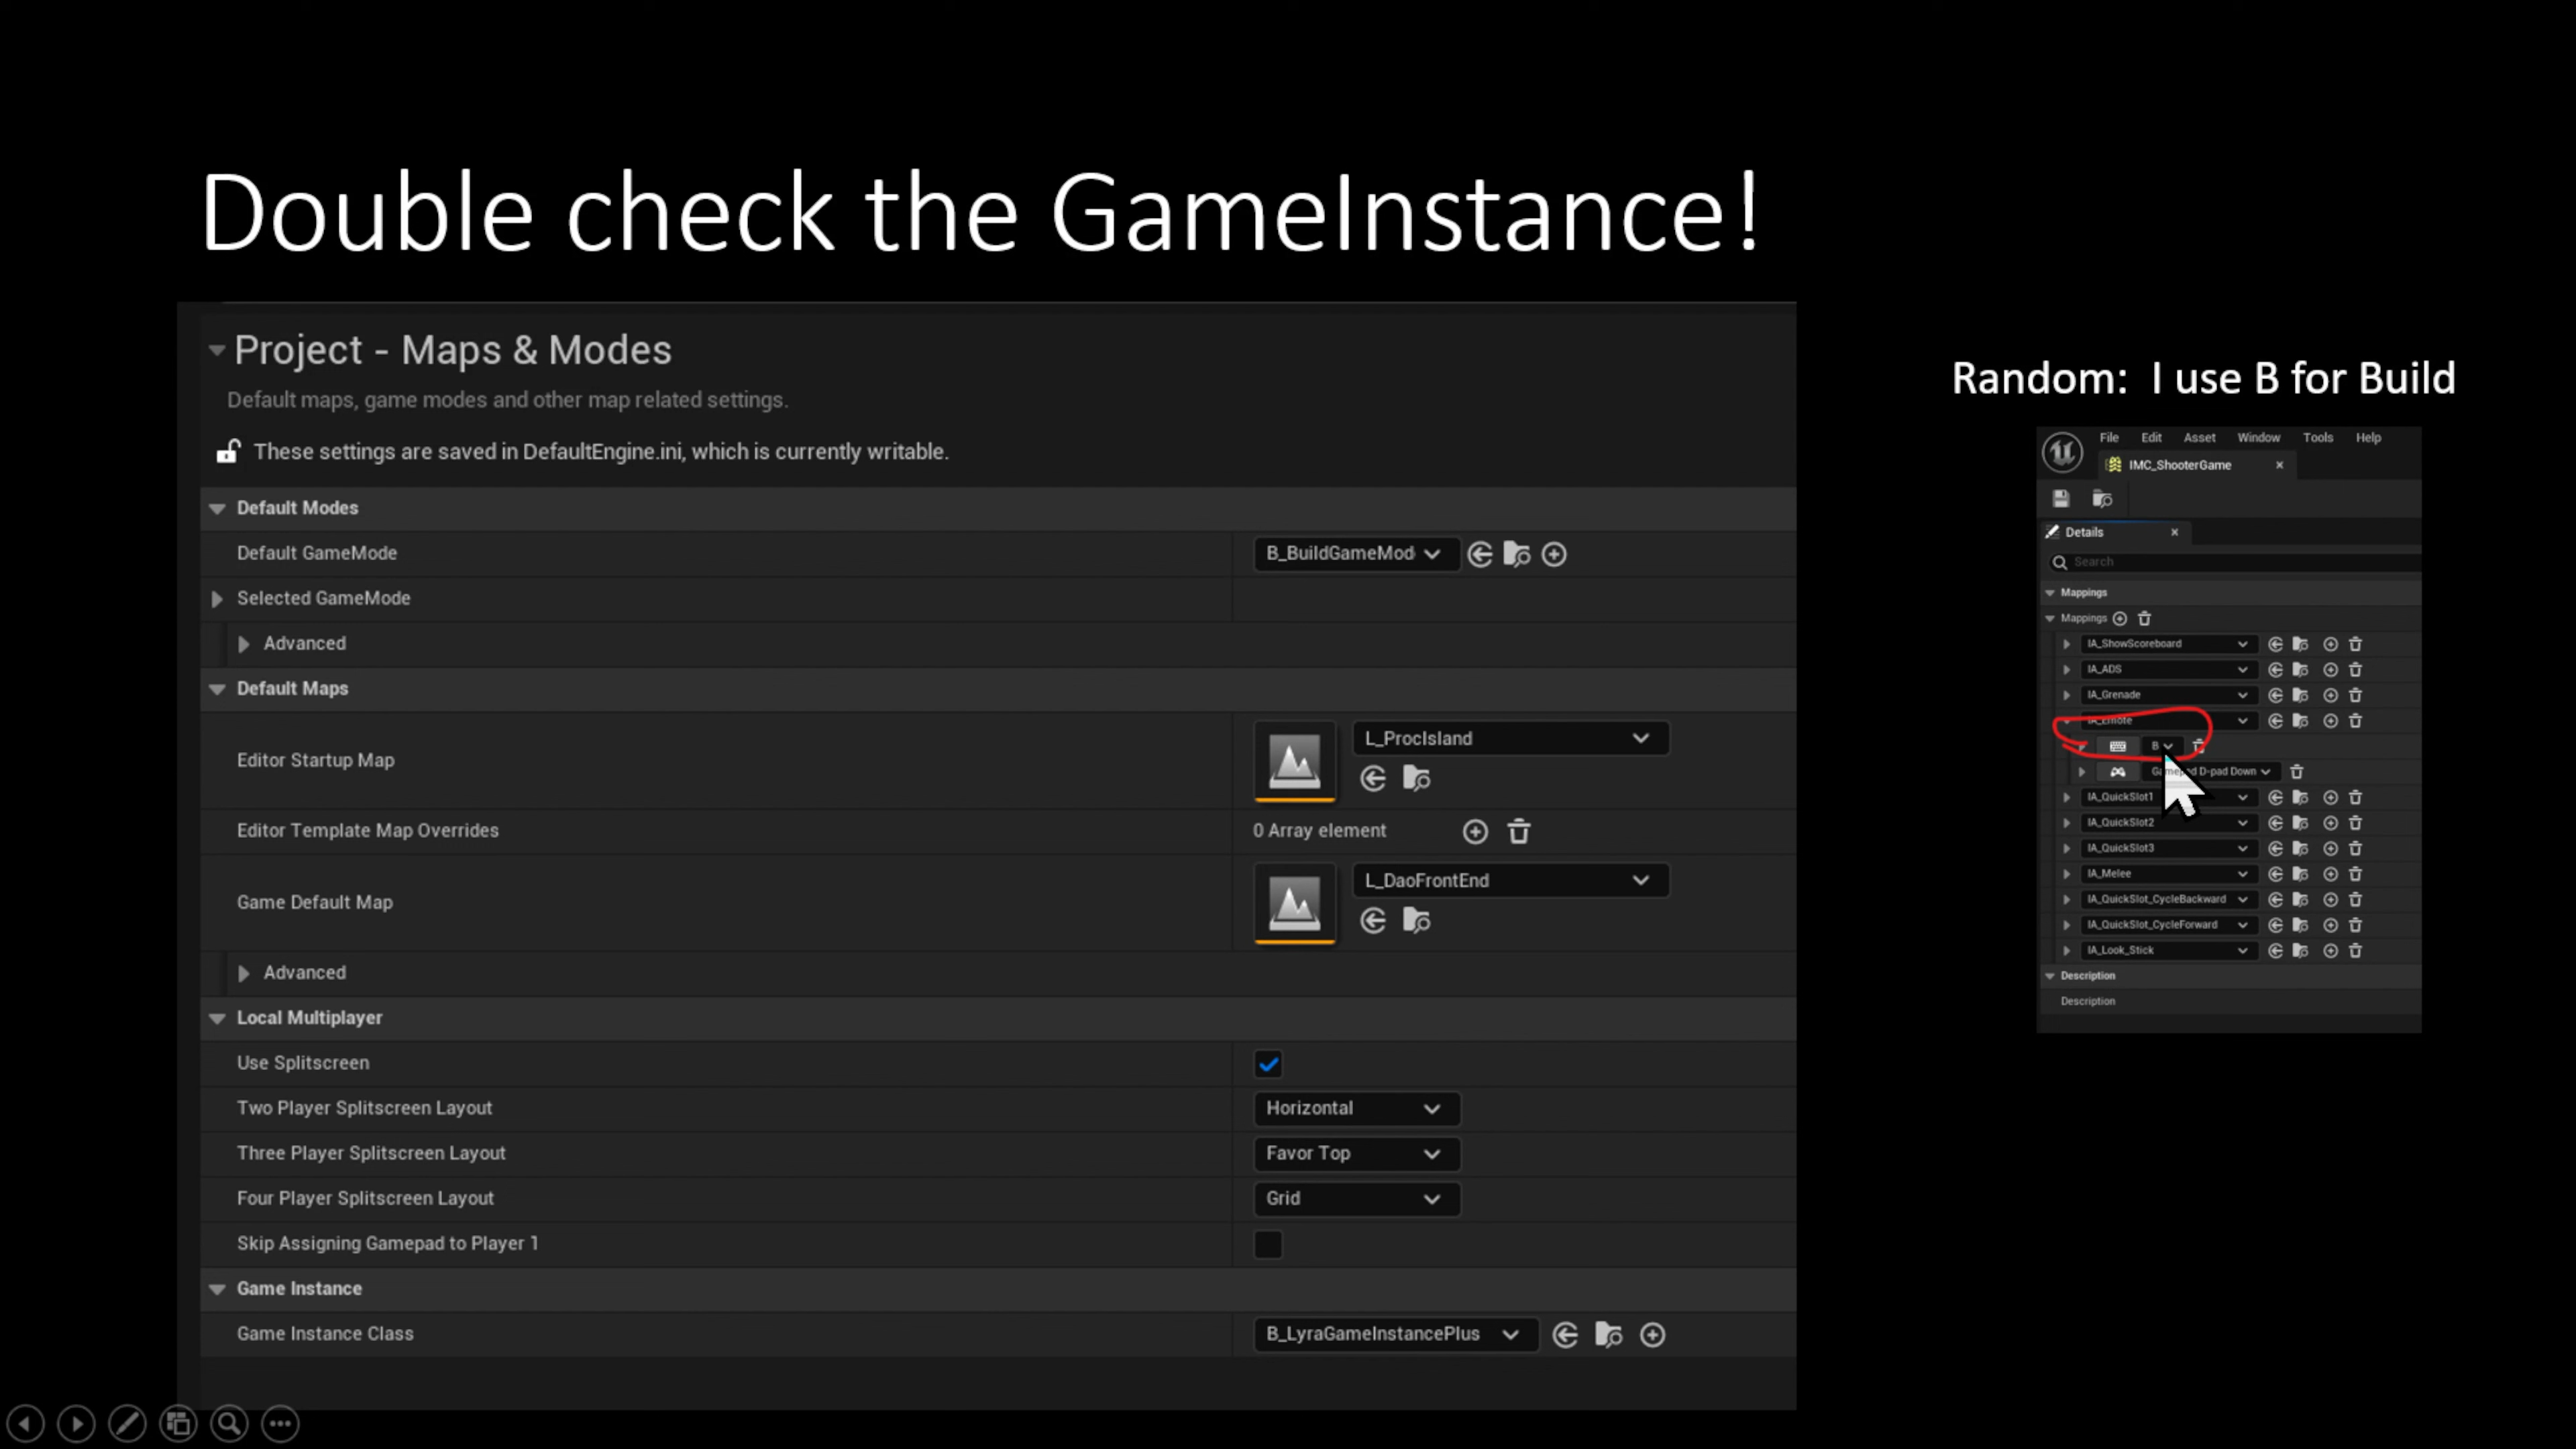 Double check the GameInstance!
Project - Maps & Modes
Default maps, game modes and other map related settings.
These settings are saved in DefaultEngine.ini, which is currently writable.
Default Modes
Default GameMode B_BuildGameMod
Selected GameMode
Advanced
Default Maps
Editor Startup Map L_ProcIsland
Editor Template Map Overrides 0 Array element
Game Default Map L_DaoFrontEnd
Advanced
Local Multiplayer
Use Splitscreen
Two Player Splitscreen Layout Horizontal
Three Player Splitscreen Layout Favor Top
Four Player Splitscreen Layout Grid
Skip Assigning Gamepad to Player 1
Game Instance
Game Instance Class B_LyraGameInstancePlus
Random: I use B for Build
File Edit Asset Window Tools Help
IMC_ShooterGame
Details
Search
Mappings
Mappings
IA_ShowScoreboard
IA_ADS
IA_Grenade
IA_Emote
B
Gamepad D-pad Down
IA_QuickSlot1
IA_QuickSlot2
IA_QuickSlot3
IA_Melee
IA_QuickSlot_CycleBackward
IA_QuickSlot_CycleForward
IA_Look_Stick
Description
Description